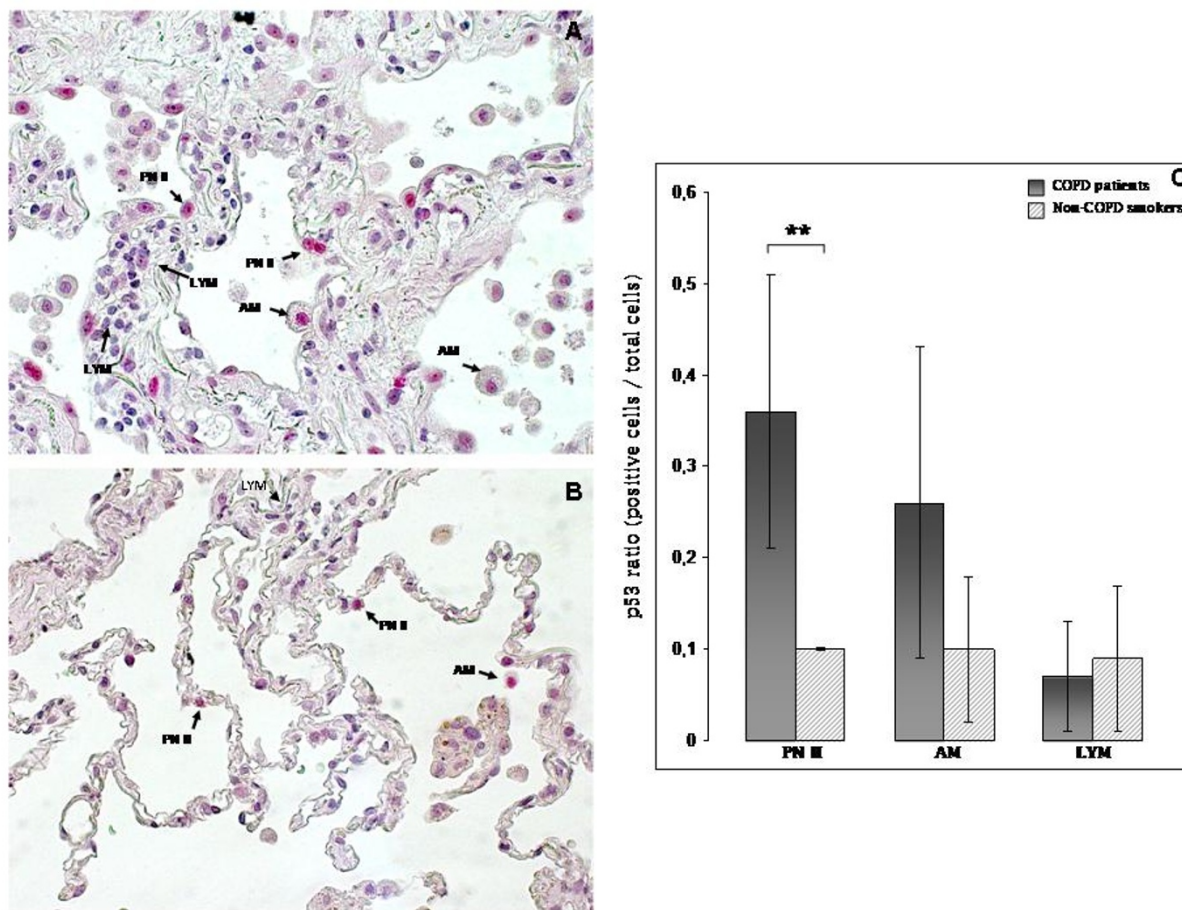 A
PN II
PN II
LYM
AM
AM
LYM
LYM
B
PN II
AM
PN II
C
COPD patients
Non-COPD smokers
**
p53 ratio (positive cells / total cells)
0,6
0,5
0,4
0,3
0,2
0,1
0
PN II
AM
LYM